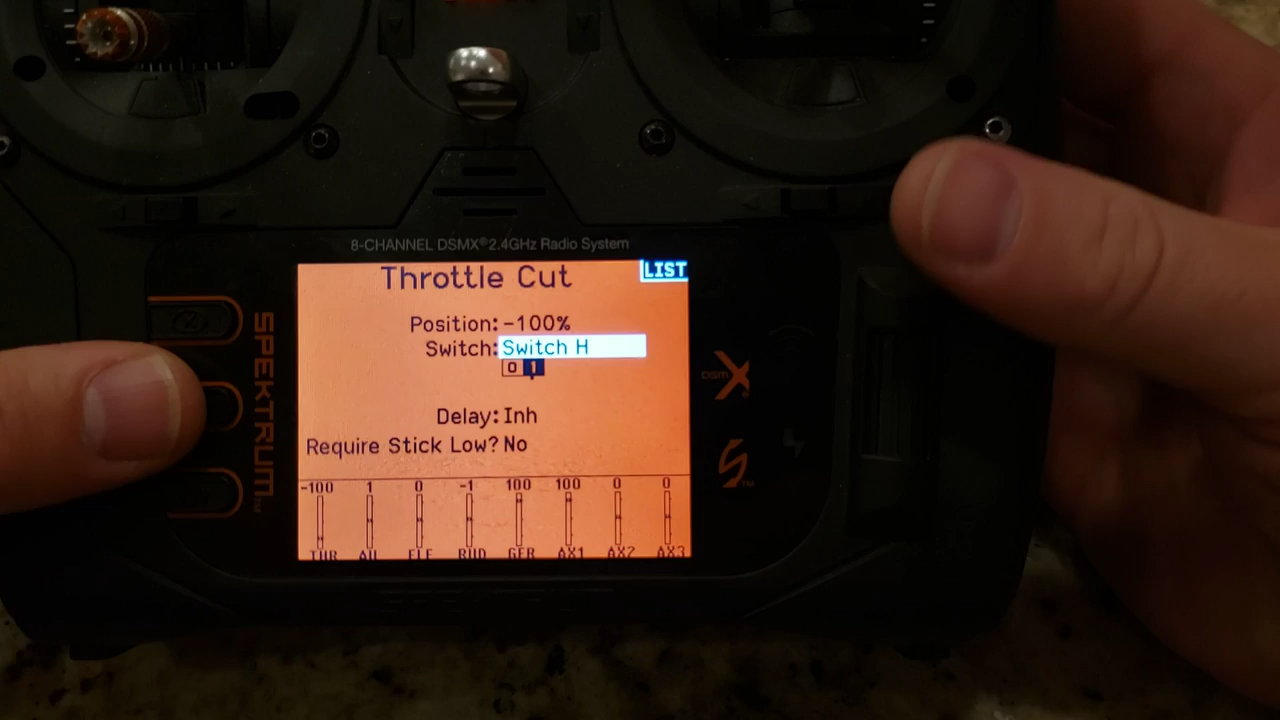 8-CHANNEL DSMX® 2.4GHz Radio System
Throttle Cut
LIST
Position: -100%
Switch: Switch H
0 1
Delay: Inh
Require Stick Low? No
-100 1 0 -1 100 100 0 0
THR AIL ELE RUD GER AX1 AX2 AX3
SPEKTRUM™
DSM X